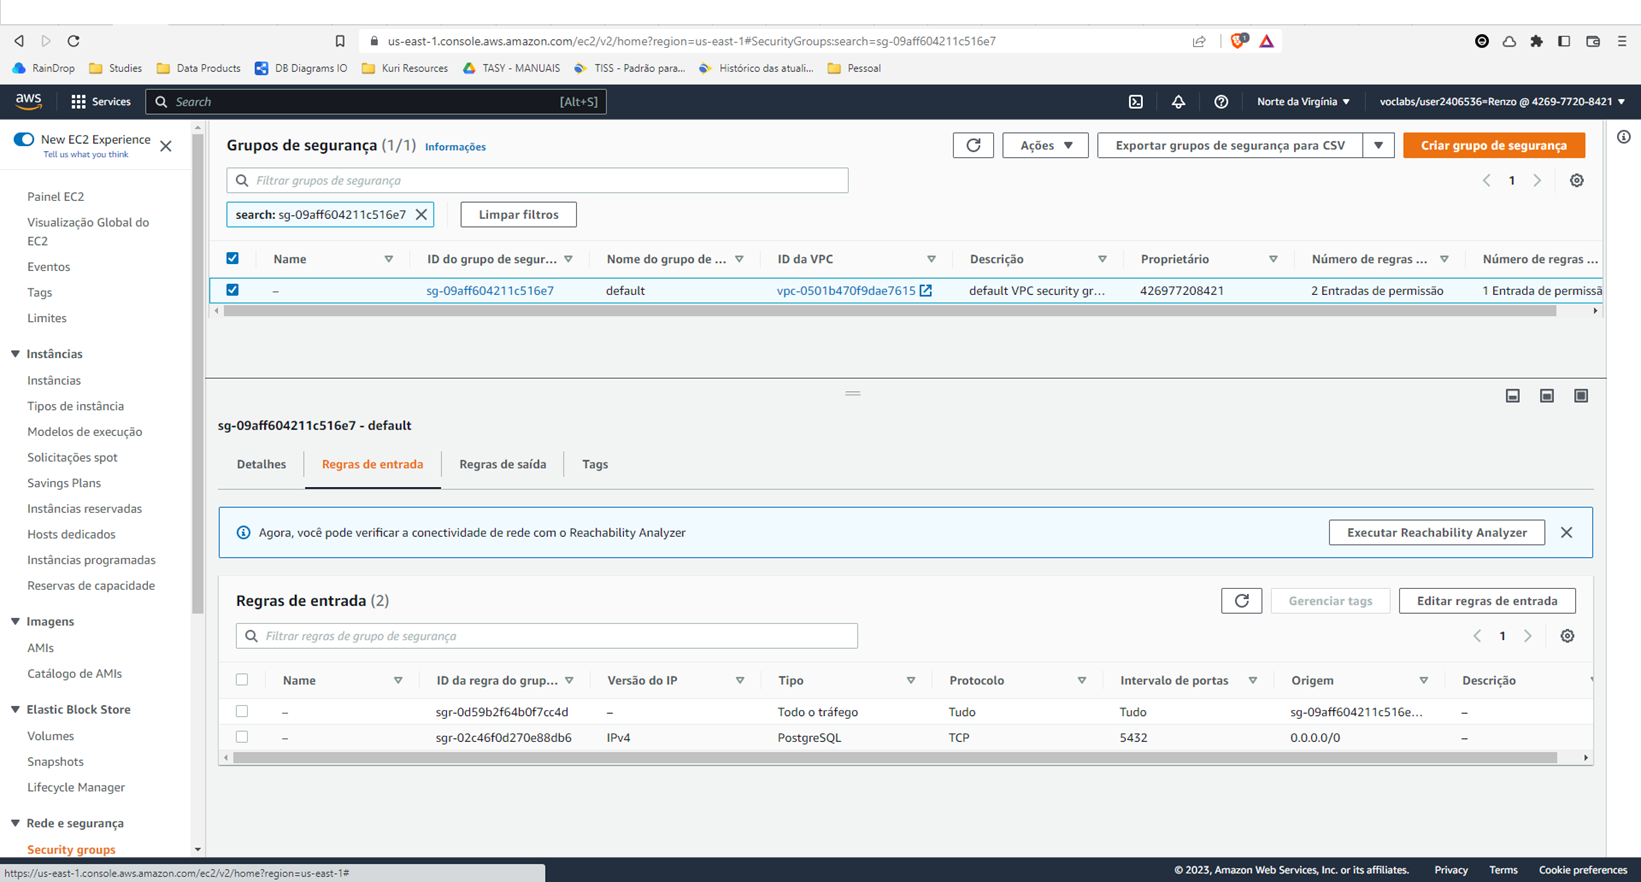 us-east-1.console.aws.amazon.com/ec2/v2/home?region=us-east-1#SecurityGroups:search=sg-09aff604211c516e7
1
RainDrop Studies Data Products DB Diagrams IO Kuri Resources TASY - MANUAIS TISS - Padrão para... Histórico das atuali... Pessoal
aws Services Search [Alt+S] Norte da Virgínia voclabs/user2406536=Renzo @ 4269-7720-8421
New EC2 Experience
Tell us what you think
Painel EC2
Visualização Global do
EC2
Eventos
Tags
Limites
Instâncias
Instâncias
Tipos de instância
Modelos de execução
Solicitações spot
Savings Plans
Instâncias reservadas
Hosts dedicados
Instâncias programadas
Reservas de capacidade
Imagens
AMIs
Catálogo de AMIs
Elastic Block Store
Volumes
Snapshots
Lifecycle Manager
Rede e segurança
Security groups
Grupos de segurança (1/1) Informações
Ações Exportar grupos de segurança para CSV Criar grupo de segurança
Filtrar grupos de segurança
1
search: sg-09aff604211c516e7 Limpar filtros
Name ID do grupo de segur... Nome do grupo de ... ID da VPC Descrição Proprietário Número de regras ... Número de regras ...
– sg-09aff604211c516e7 default vpc-0501b470f9dae7615 default VPC security gr... 426977208421 2 Entradas de permissão 1 Entrada de permissã
sg-09aff604211c516e7 - default
Detalhes Regras de entrada Regras de saída Tags
Agora, você pode verificar a conectividade de rede com o Reachability Analyzer Executar Reachability Analyzer
Regras de entrada (2) Gerenciar tags Editar regras de entrada
Filtrar regras de grupo de segurança
1
Name ID da regra do grup... Versão do IP Tipo Protocolo Intervalo de portas Origem Descrição
– sgr-0d59b2f64b0f7cc4d – Todo o tráfego Tudo Tudo sg-09aff604211c516e... –
– sgr-02c46f0d270e88db6 IPv4 PostgreSQL TCP 5432 0.0.0.0/0 –
https://us-east-1.console.aws.amazon.com/ec2/v2/home?region=us-east-1#
© 2023, Amazon Web Services, Inc. or its affiliates. Privacy Terms Cookie preferences